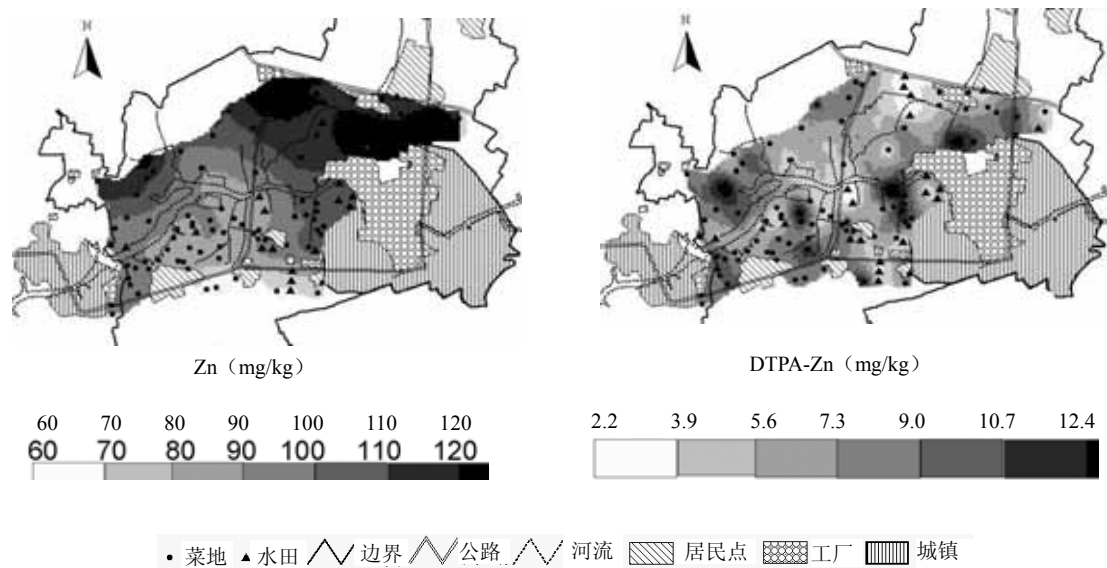 N
N
Zn（mg/kg）
DTPA-Zn（mg/kg）
60 70 80 90 100 110 120
60 70 80 90 100 110 120
2.2 3.9 5.6 7.3 9.0 10.7 12.4
菜地 水田 边界 公路 河流 居民点 工厂 城镇